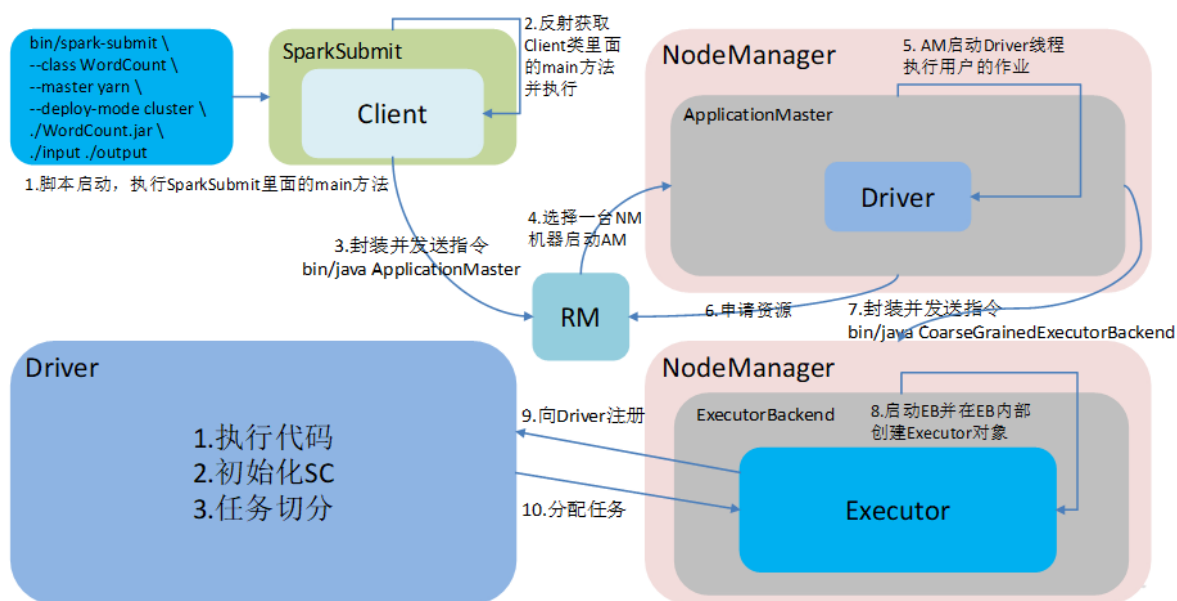 bin/spark-submit \
--class WordCount \
--master yarn \
--deploy-mode cluster \
./WordCount.jar \
./input ./output
1.脚本启动，执行SparkSubmit里面的main方法
SparkSubmit
Client
2.反射获取
Client类里面
的main方法
并执行
3.封装并发送指令
bin/java ApplicationMaster
4.选择一台NM
机器启动AM
RM
NodeManager
5. AM启动Driver线程
执行用户的作业
ApplicationMaster
Driver
6.申请资源
7.封装并发送指令
bin/java CoarseGrainedExecutorBackend
Driver
1.执行代码
2.初始化SC
3.任务切分
9.向Driver注册
10.分配任务
NodeManager
ExecutorBackend
8.启动EB并在EB内部
创建Executor对象
Executor